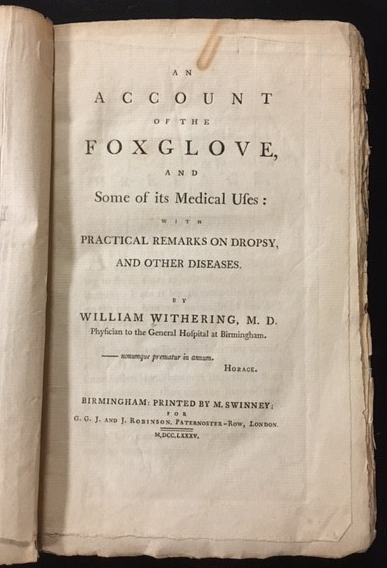 AN
ACCOUNT
OF THE
FOXGLOVE,
AND
Some of its Medical Uſes:
WITH
PRACTICAL REMARKS ON DROPSY,
AND OTHER DISEASES.
BY
WILLIAM WITHERING, M. D.
Phyſician to the General Hoſpital at Birmingham.
—— nonumque prematur in annum.
HORACE.
BIRMINGHAM: PRINTED BY M. SWINNEY;
FOR
G. G. J. AND J. ROBINSON, PATERNOSTER-ROW, LONDON.
M,DCC,LXXXV.